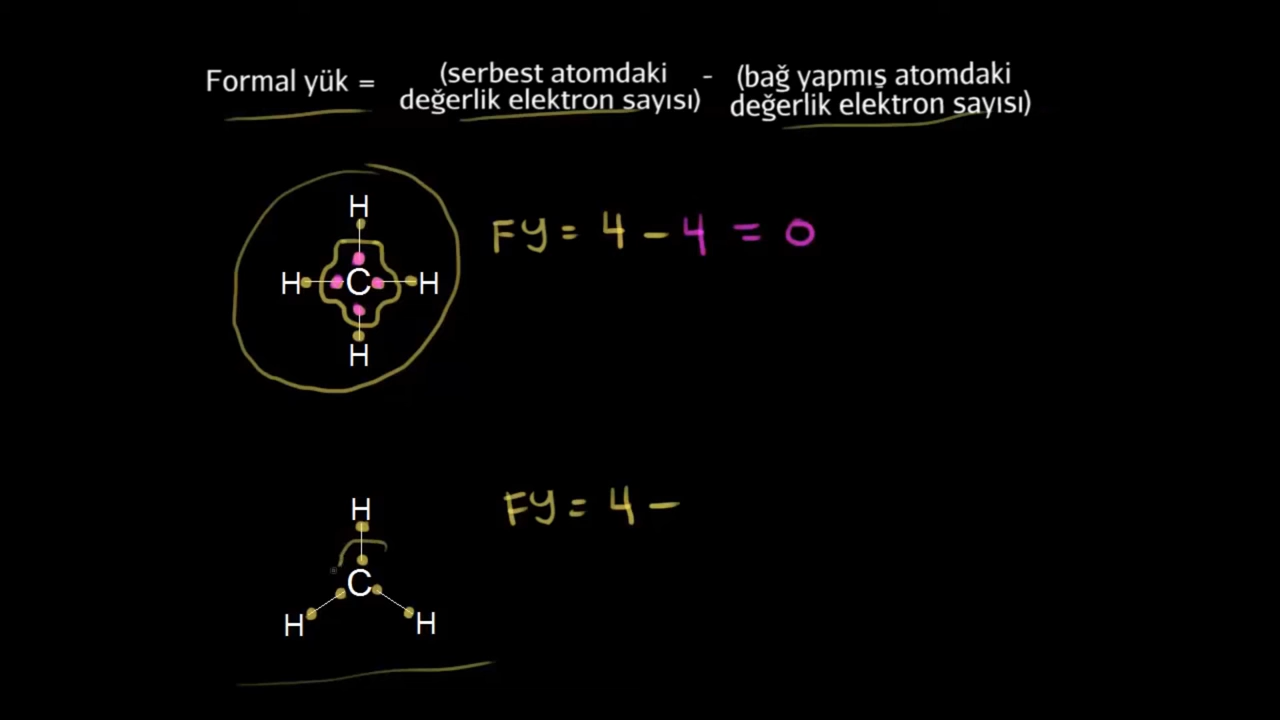 Formal yük = (serbest atomdaki değerlik elektron sayısı) - (bağ yapmış atomdaki değerlik elektron sayısı)
H
H C H
H
FY = 4 - 4 = 0
H
C
H H
FY = 4 -